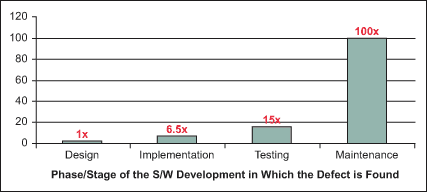 120
100
80
60
40
20
0
1x
6.5x
15x
100x
Design Implementation Testing Maintenance
Phase/Stage of the S/W Development in Which the Defect is Found